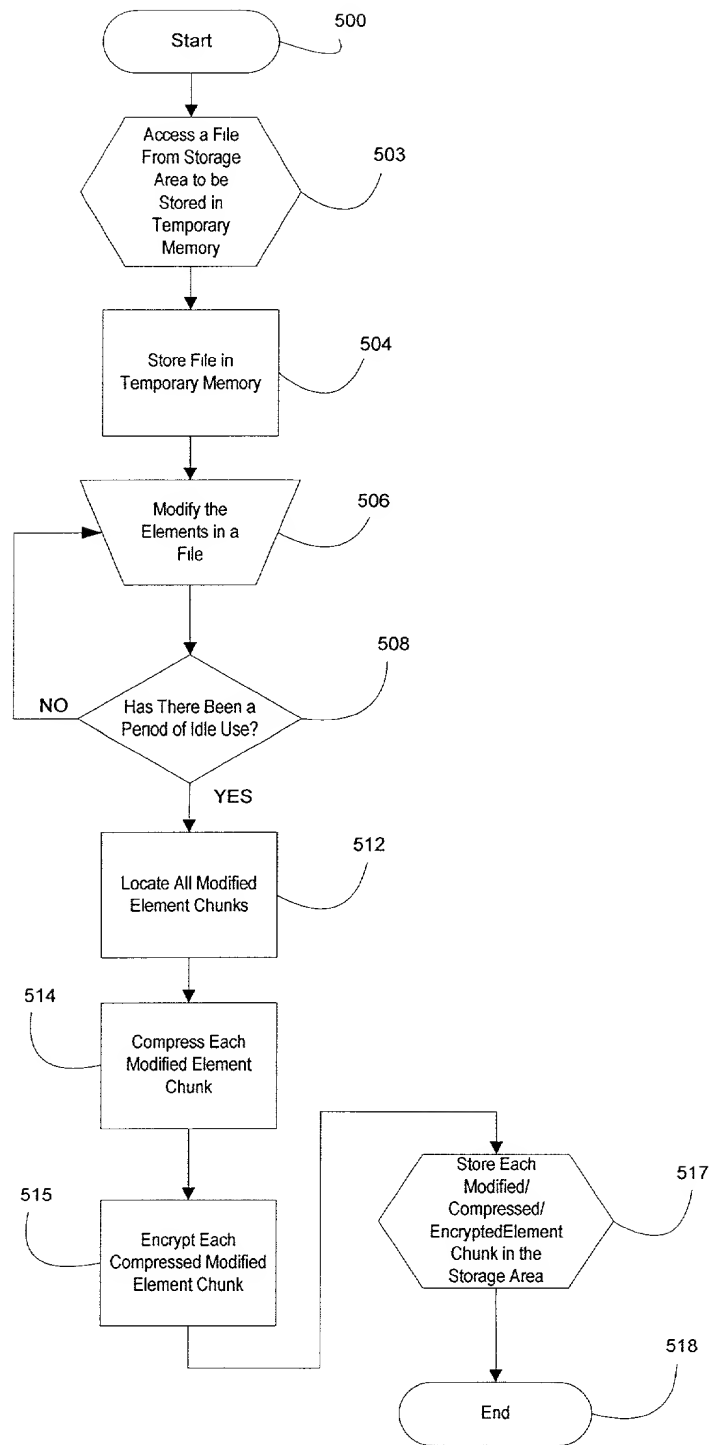 Start
500
Access a File
From Storage
Area to be
Stored in
Temporary
Memory
503
Store File in
Temporary Memory
504
Modify the
Elements in a
File
506
Has There Been a
Period of Idle Use?
508
NO
YES
Locate All Modified
Element Chunks
512
514
Compress Each
Modified Element
Chunk
515
Encrypt Each
Compressed Modified
Element Chunk
Store Each
Modified/
Compressed/
EncryptedElement
Chunk in the
Storage Area
517
End
518